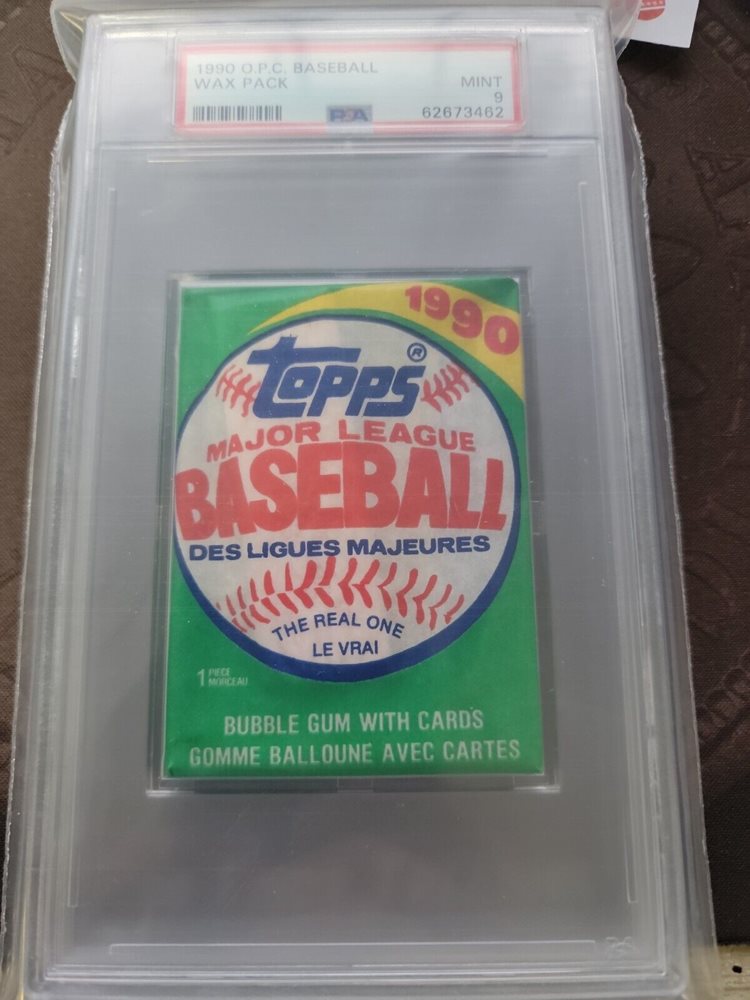 1990 O.P.C. BASEBALL
WAX PACK
MINT
9
PSA
62673462
1990
Topps®
MAJOR LEAGUE
BASEBALL
DES LIGUES MAJEURES
THE REAL ONE
LE VRAI
1 PIECE
MORCEAU
BUBBLE GUM WITH CARDS
GOMME BALLOUNE AVEC CARTES